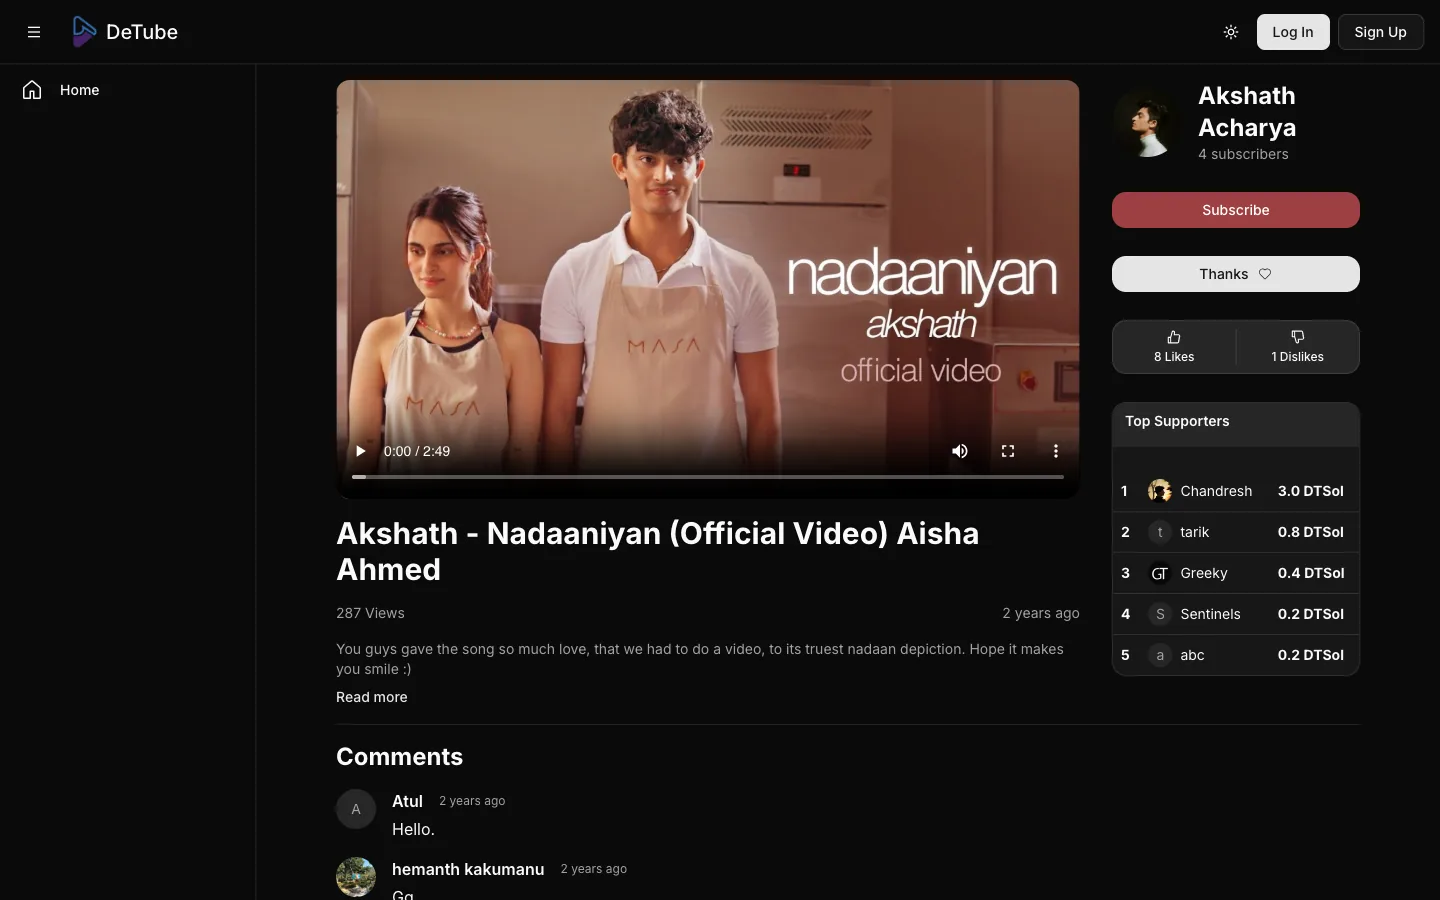 DeTube
Log In
Sign Up
Home
nadaaniyan
akshath
official video
MASA
MASA
0:00 / 2:49
Akshath
Acharya
4 subscribers
Subscribe
Thanks
8 Likes
1 Dislikes
Top Supporters
1 Chandresh 3.0 DTSol
2 t tarik 0.8 DTSol
3 GT Greeky 0.4 DTSol
4 S Sentinels 0.2 DTSol
5 a abc 0.2 DTSol
Akshath - Nadaaniyan (Official Video) Aisha
Ahmed
287 Views
2 years ago
You guys gave the song so much love, that we had to do a video, to its truest nadaan depiction. Hope it makes
you smile :)
Read more
Comments
A
Atul 2 years ago
Hello.
hemanth kakumanu 2 years ago